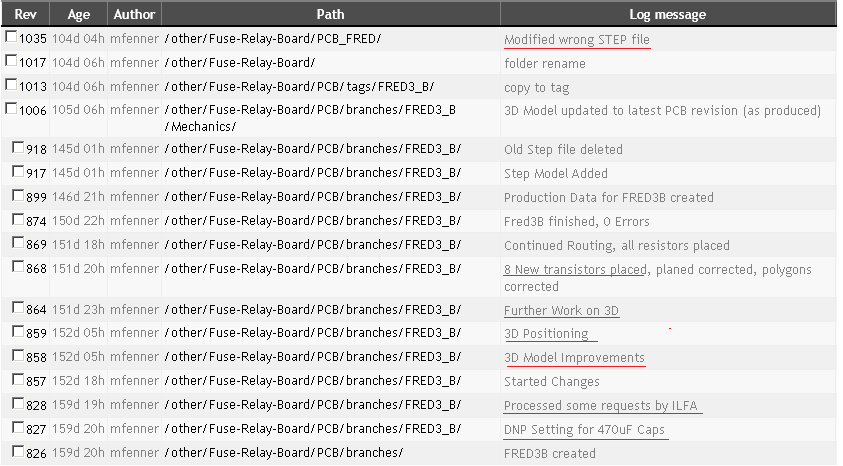 Rev Age Author Path Log message
1035 104d 04h mfenner /other/Fuse-Relay-Board/PCB_FRED/ Modified wrong STEP file
1017 104d 06h mfenner /other/Fuse-Relay-Board/ folder rename
1013 104d 06h mfenner /other/Fuse-Relay-Board/PCB/tags/FRED3_B/ copy to tag
1006 105d 06h mfenner /other/Fuse-Relay-Board/PCB/branches/FRED3_B 3D Model updated to latest PCB revision (as produced)
/Mechanics/
918 145d 01h mfenner /other/Fuse-Relay-Board/PCB/branches/FRED3_B/ Old Step file deleted
917 145d 01h mfenner /other/Fuse-Relay-Board/PCB/branches/FRED3_B/ Step Model Added
899 146d 21h mfenner /other/Fuse-Relay-Board/PCB/branches/FRED3_B/ Production Data for FRED3B created
874 150d 22h mfenner /other/Fuse-Relay-Board/PCB/branches/FRED3_B/ Fred3B finished, 0 Errors
869 151d 18h mfenner /other/Fuse-Relay-Board/PCB/branches/FRED3_B/ Continued Routing, all resistors placed
868 151d 20h mfenner /other/Fuse-Relay-Board/PCB/branches/FRED3_B/ 8 New transistors placed, planed corrected, polygons
corrected
864 151d 23h mfenner /other/Fuse-Relay-Board/PCB/branches/FRED3_B/ Further Work on 3D
859 152d 05h mfenner /other/Fuse-Relay-Board/PCB/branches/FRED3_B/ 3D Positioning
858 152d 05h mfenner /other/Fuse-Relay-Board/PCB/branches/FRED3_B/ 3D Model Improvements
857 152d 18h mfenner /other/Fuse-Relay-Board/PCB/branches/FRED3_B/ Started Changes
828 159d 19h mfenner /other/Fuse-Relay-Board/PCB/branches/FRED3_B/ Processed some requests by ILFA
827 159d 20h mfenner /other/Fuse-Relay-Board/PCB/branches/FRED3_B/ DNP Setting for 470uF Caps
826 159d 20h mfenner /other/Fuse-Relay-Board/PCB/branches/ FRED3B created